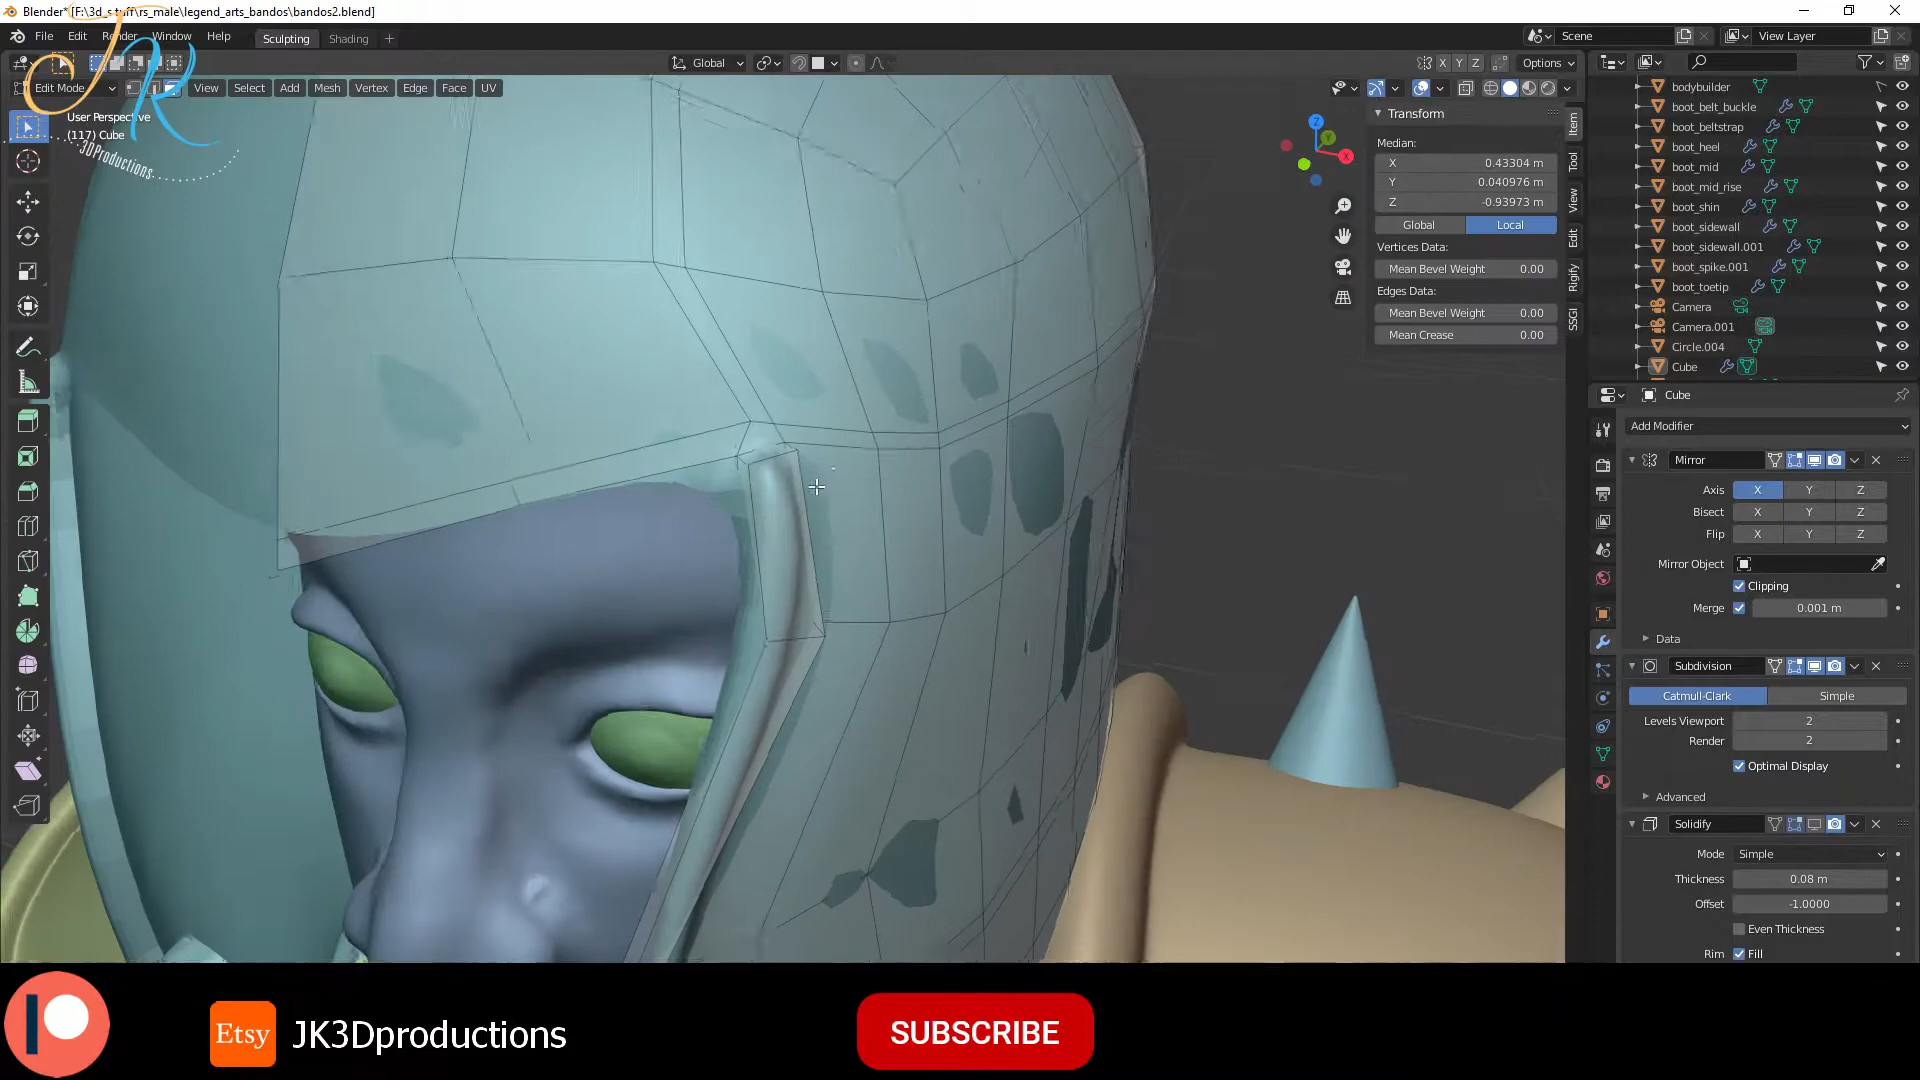 Blender* [F:\3d_stuff\rs_male\legend_arts_bandos\bandos2.blend]
File Edit Render Window Help Sculpting Shading + Scene View Layer
JR
3DProductions
Global X Y Z Options
Edit Mode View Select Add Mesh Vertex Edge Face UV
User Perspective
(117) Cube
Transform
Median:
X 0.43304 m
Y 0.040976 m
Z -0.93973 m
Global Local
Vertices Data:
Mean Bevel Weight 0.00
Edges Data:
Mean Bevel Weight 0.00
Mean Crease 0.00
Item
Tool
View
Edit
Rigify
SSGI
Z
Y
X
bodybuilder
boot_belt_buckle
boot_beltstrap
boot_heel
boot_mid
boot_mid_rise
boot_shin
boot_sidewall
boot_sidewall.001
boot_spike.001
boot_toetip
Camera
Camera.001
Circle.004
Cube
Cube
Add Modifier
Mirror
Axis X Y Z
Bisect X Y Z
Flip X Y Z
Mirror Object
Clipping
Merge 0.001 m
Data
Subdivision
Catmull-Clark Simple
Levels Viewport 2
Render 2
Optimal Display
Advanced
Solidify
Mode Simple
Thickness 0.08 m
Offset -1.0000
Even Thickness
Rim Fill
Etsy JK3Dproductions SUBSCRIBE